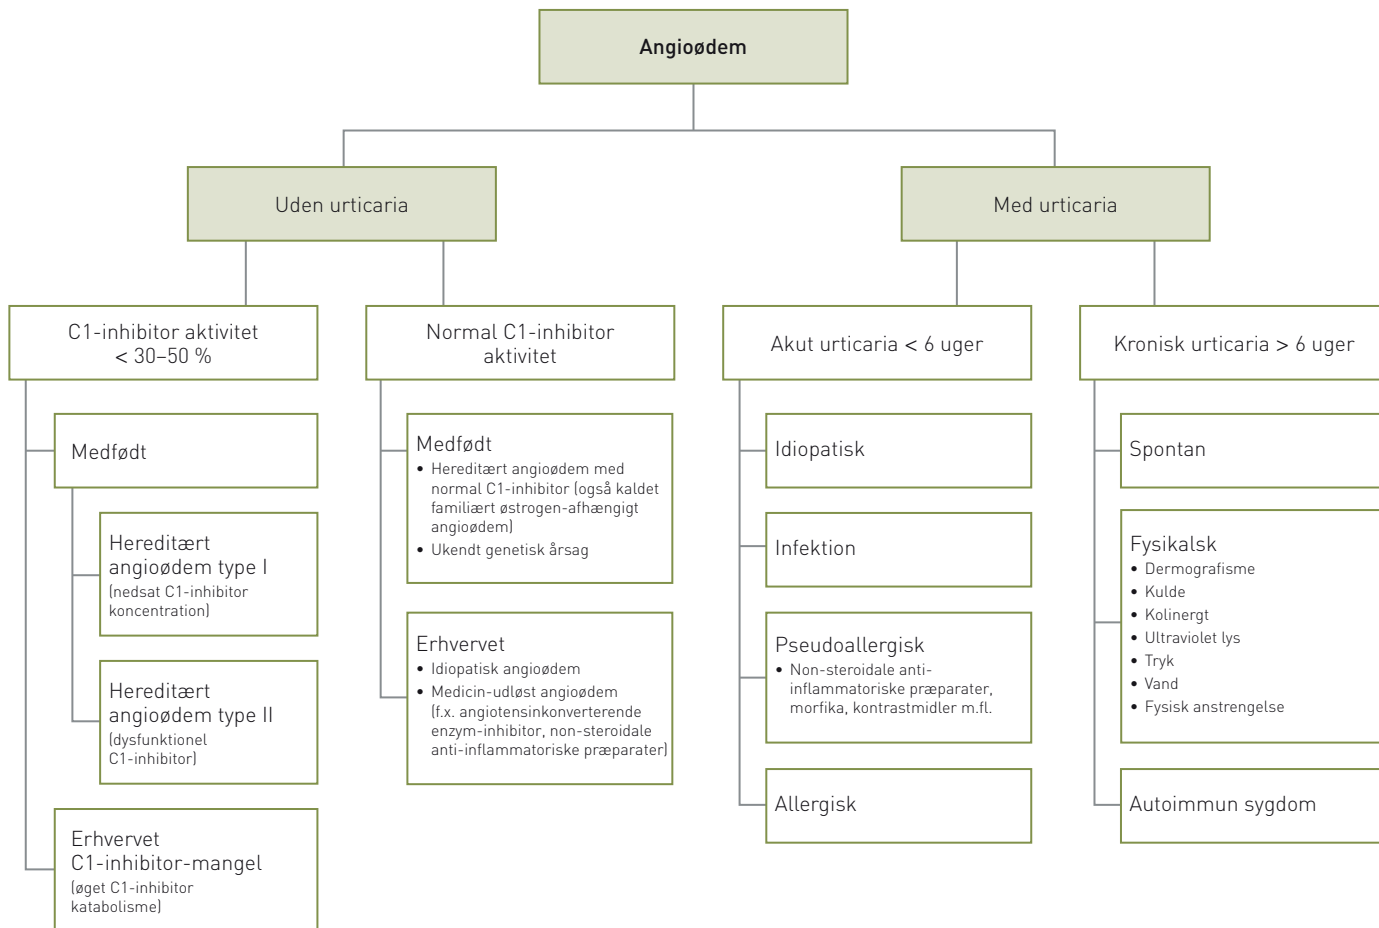 Angioødem
Uden urticaria
Med urticaria
C1-inhibitor aktivitet
< 30–50 %
Normal C1-inhibitor
aktivitet
Akut urticaria < 6 uger
Kronisk urticaria > 6 uger
Medfødt
Hereditært
angioødem type I
(nedsat C1-inhibitor
koncentration)
Hereditært
angioødem type II
(dysfunktionel
C1-inhibitor)
Erhvervet
C1-inhibitor-mangel
(øget C1-inhibitor
katabolisme)
Medfødt
• Hereditært angioødem med
normal C1-inhibitor (også kaldet
familiært østrogen-afhængigt
angioødem)
• Ukendt genetisk årsag
Erhvervet
• Idiopatisk angioødem
• Medicin-udløst angioødem
(f.x. angiotensinkonverterende
enzym-inhibitor, non-steroidale
anti-inflammatoriske præparater)
Idiopatisk
Infektion
Pseudoallergisk
• Non-steroidale anti-
inflammatoriske præparater,
morfika, kontrastmidler m.fl.
Allergisk
Spontan
Fysikalsk
• Dermografisme
• Kulde
• Kolinergt
• Ultraviolet lys
• Tryk
• Vand
• Fysisk anstrengelse
Autoimmun sygdom